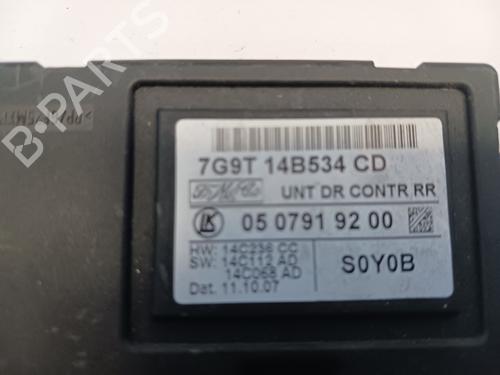 B-PARTS
7G9T 14B534 CD
UNT DR CONTR RR
05 0791 92 00
HW: 14C236 CC
SW: 14C112 AD
14C068 AD
S0Y0B
Dat. 11.10.07